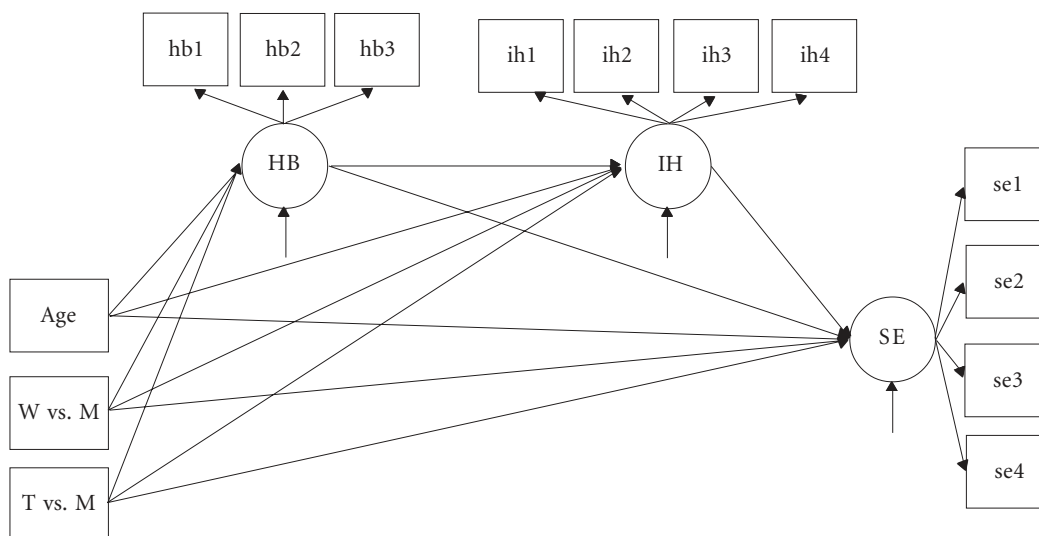 hb1
hb2
hb3
ih1
ih2
ih3
ih4
HB
IH
se1
se2
se3
se4
SE
Age
W vs. M
T vs. M